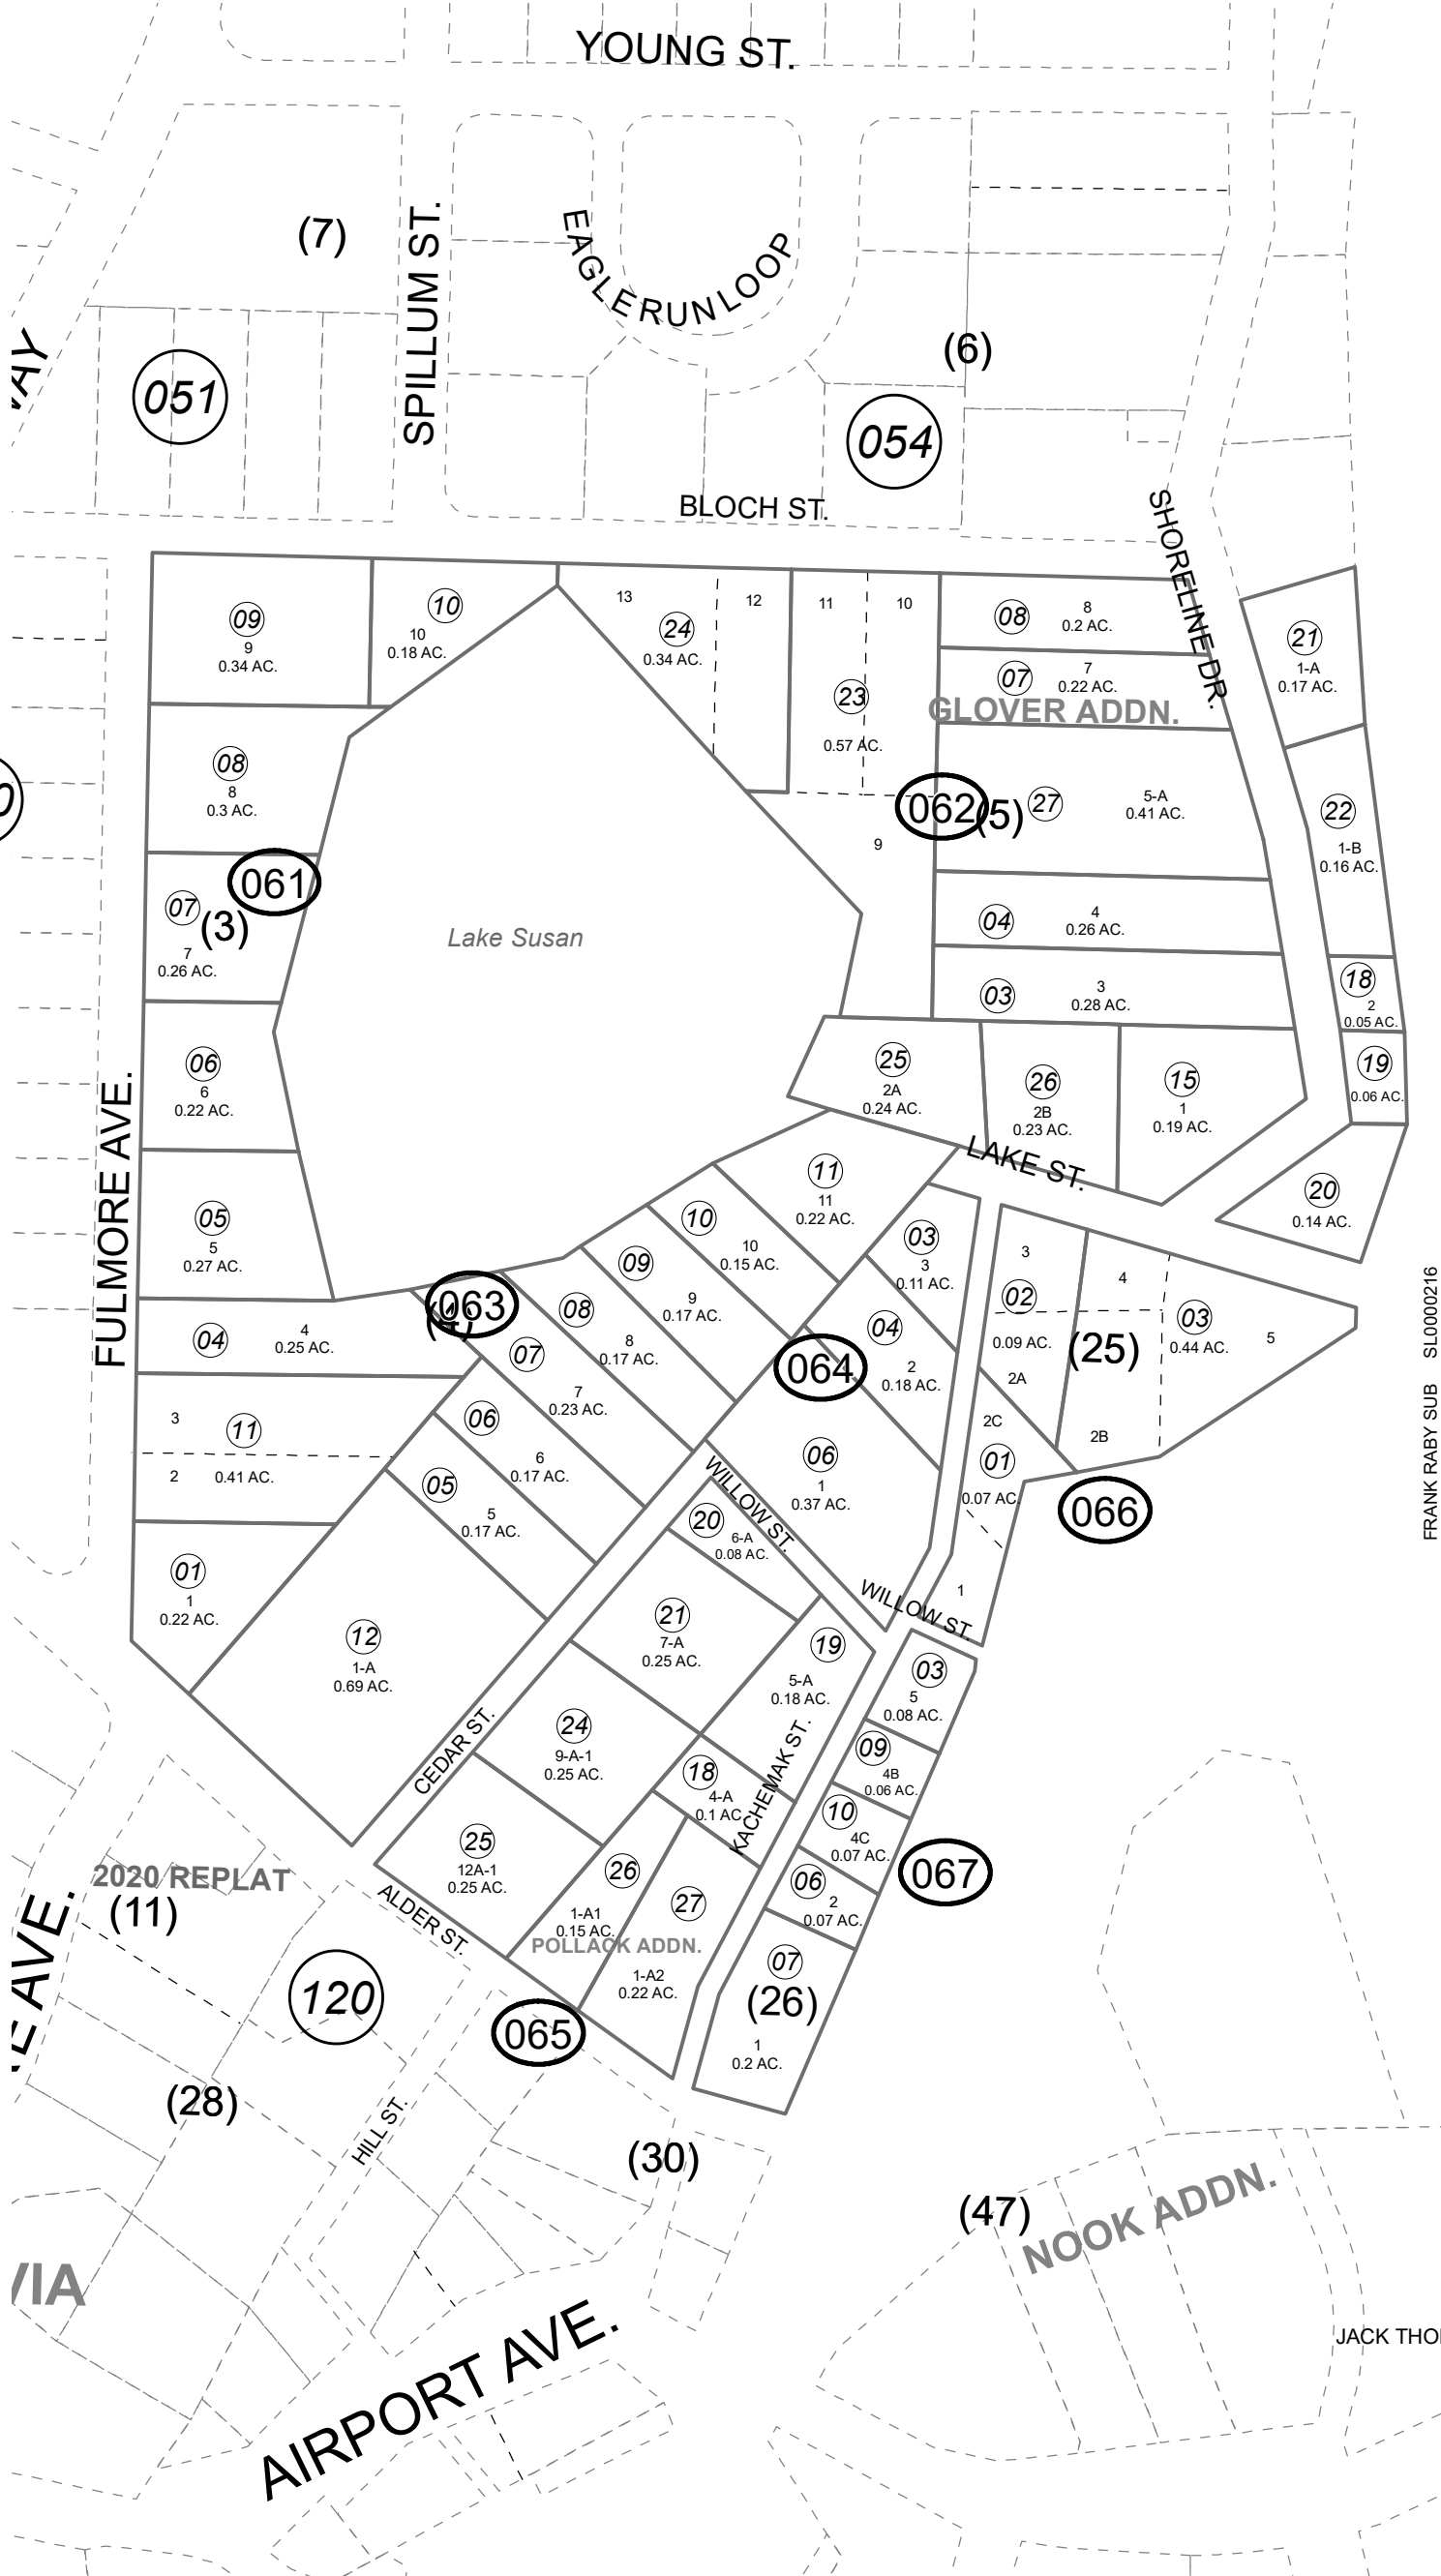 YOUNG ST.
(7)
SPILLUM ST.
EAGLE RUN LOOP
(6)
051
054
BLOCH ST.
SHORELINE DR.
09
9
0.34 AC.
10
10
0.18 AC.
13
24
0.34 AC.
12
11
10
23
0.57 AC.
9
08
8
0.2 AC.
07
7
0.22 AC.
GLOVER ADDN.
21
1-A
0.17 AC.
08
8
0.3 AC.
062
(5)
27
5-A
0.41 AC.
22
1-B
0.16 AC.
061
07
(3)
7
0.26 AC.
Lake Susan
04
4
0.26 AC.
03
3
0.28 AC.
18
2
0.05 AC.
19
0.06 AC.
06
6
0.22 AC.
25
2A
0.24 AC.
26
2B
0.23 AC.
15
1
0.19 AC.
FULMORE AVE.
LAKE ST.
20
0.14 AC.
05
5
0.27 AC.
11
11
0.22 AC.
10
10
0.15 AC.
09
9
0.17 AC.
08
8
0.17 AC.
063
07
7
0.23 AC.
06
6
0.17 AC.
05
5
0.17 AC.
04
4
0.25 AC.
3
11
2
0.41 AC.
01
1
0.22 AC.
12
1-A
0.69 AC.
03
3
0.11 AC.
04
2
0.18 AC.
064
06
1
0.37 AC.
3
02
0.09 AC.
2A
4
(25)
03
0.44 AC.
5
2B
2C
01
0.07 AC.
1
066
FRANK RABY SUB SL0000216
WILLOW ST.
WILLOW ST.
20
6-A
0.08 AC.
21
7-A
0.25 AC.
19
5-A
0.18 AC.
24
9-A-1
0.25 AC.
18
4-A
0.1 AC.
KACHEMAK ST.
CEDAR ST.
25
12A-1
0.25 AC.
26
1-A1
0.15 AC.
27
1-A2
0.22 AC.
POLLACK ADDN.
ALDER ST.
065
03
5
0.08 AC.
09
4B
0.06 AC.
10
4C
0.07 AC.
067
06
2
0.07 AC.
07
(26)
1
0.2 AC.
2020 REPLAT
(11)
120
(28)
HILL ST.
(30)
(47)
NOOK ADDN.
AIRPORT AVE.
AVE.